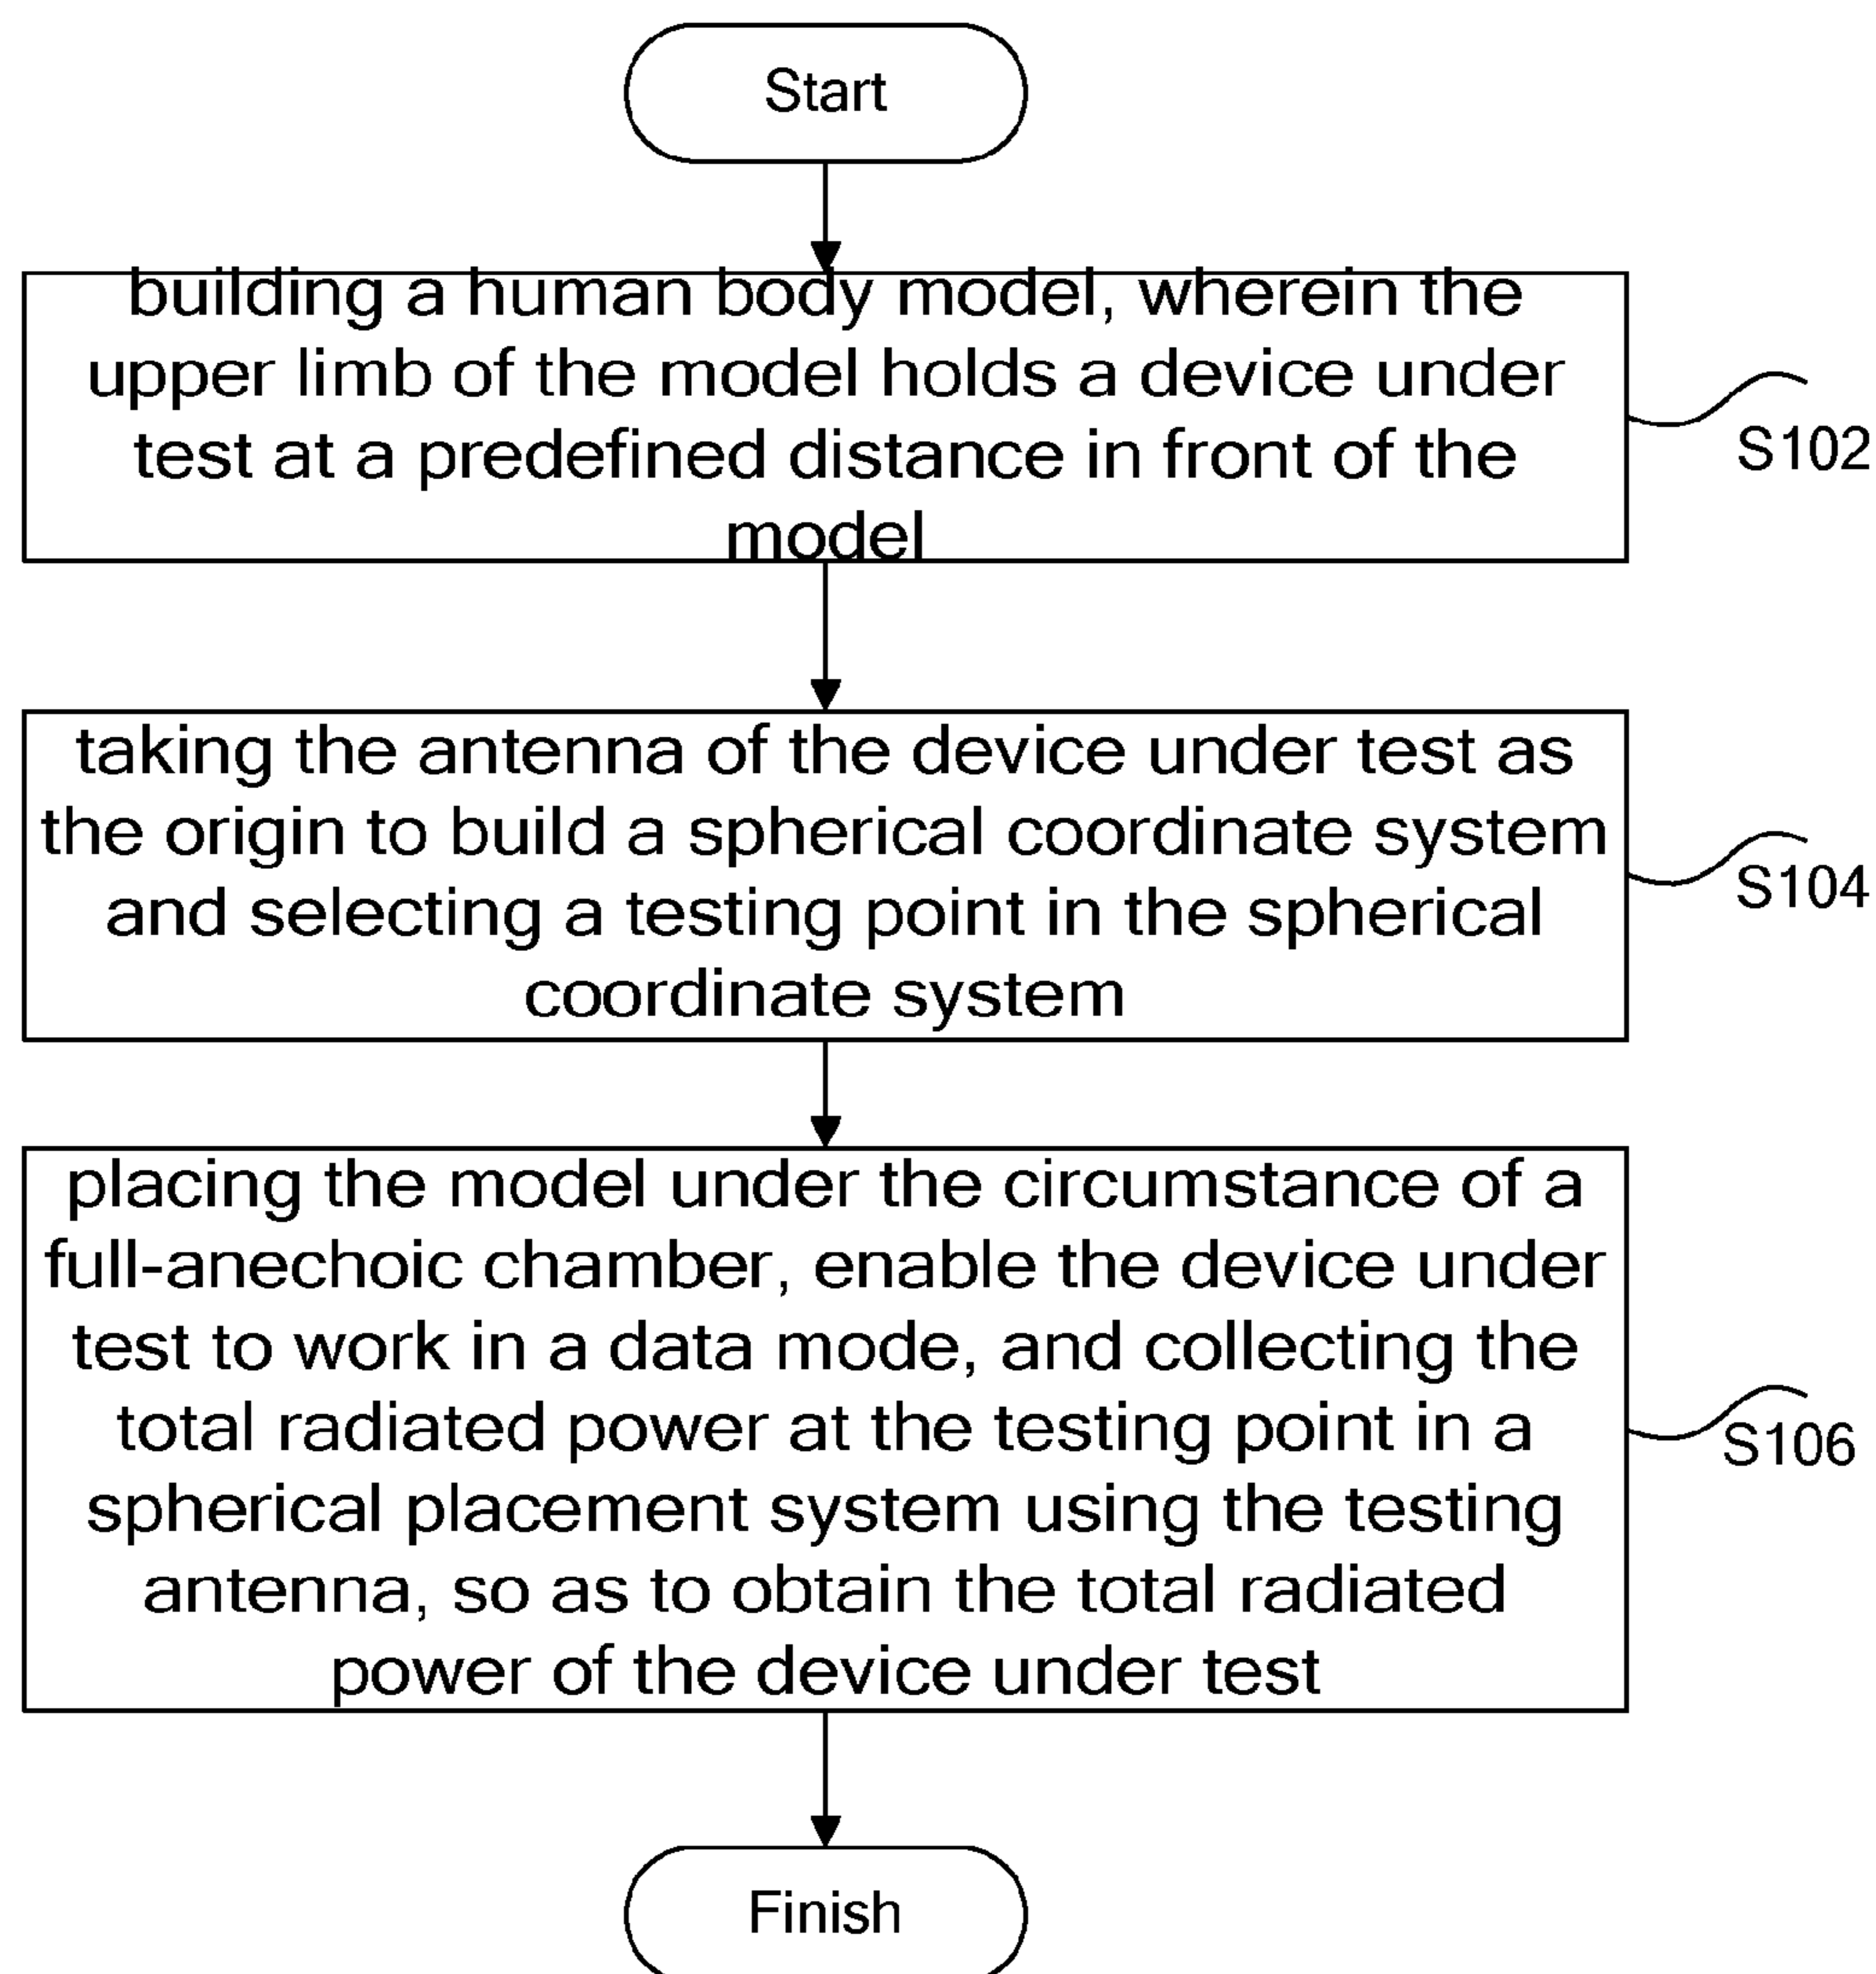 Start
building a human body model, wherein the
upper limb of the model holds a device under
test at a predefined distance in front of the
model
S102
taking the antenna of the device under test as
the origin to build a spherical coordinate system
and selecting a testing point in the spherical
coordinate system
S104
placing the model under the circumstance of a
full-anechoic chamber, enable the device under
test to work in a data mode, and collecting the
total radiated power at the testing point in a
spherical placement system using the testing
antenna, so as to obtain the total radiated
power of the device under test
S106
Finish